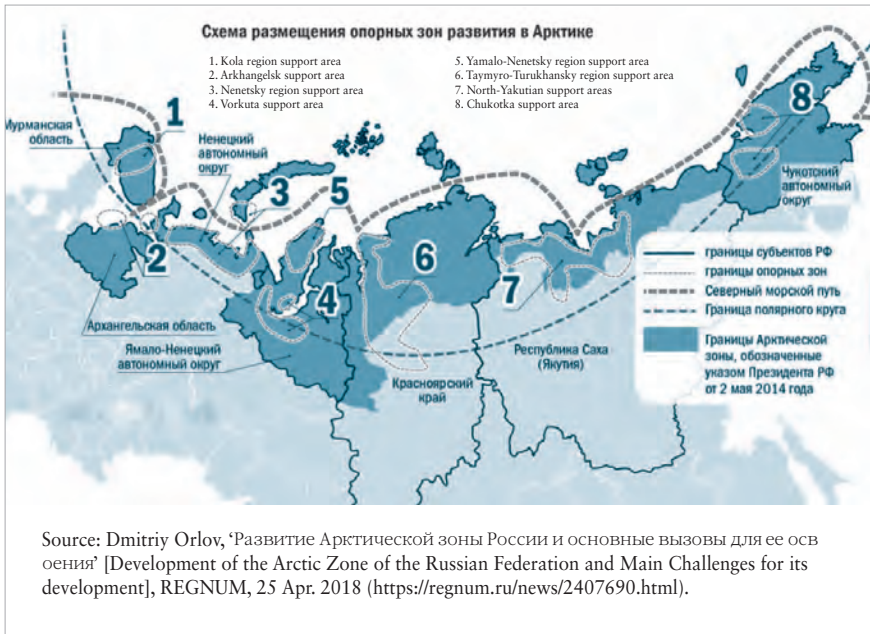 Схема размещения опорных зон развития в Арктике
1. Kola region support area
2. Arkhangelsk support area
3. Nenetsky region support area
4. Vorkuta support area
5. Yamalo-Nenetsky region support area
6. Taymyro-Turukhansky region support area
7. North-Yakutian support areas
8. Chukotka support area
1
Мурманская
область
Ненецкий
автономный
округ
3
5
2
Архангельская область
Ямало-Ненецкий
автономный округ
4
6
Красноярский
край
7
Республика Саха
(Якутия)
8
Чукотский
автономный
округ
границы субъектов РФ
границы опорных зон
Северный морской путь
Граница полярного круга
Границы Арктической
зоны, обозначенные
указом Президента РФ
от 2 мая 2014 года
Source: Dmitriy Orlov, ‘Развитие Арктической зоны России и основные вызовы для ее осв
оения’ [Development of the Arctic Zone of the Russian Federation and Main Challenges for its
development], REGNUM, 25 Apr. 2018 (https://regnum.ru/news/2407690.html).